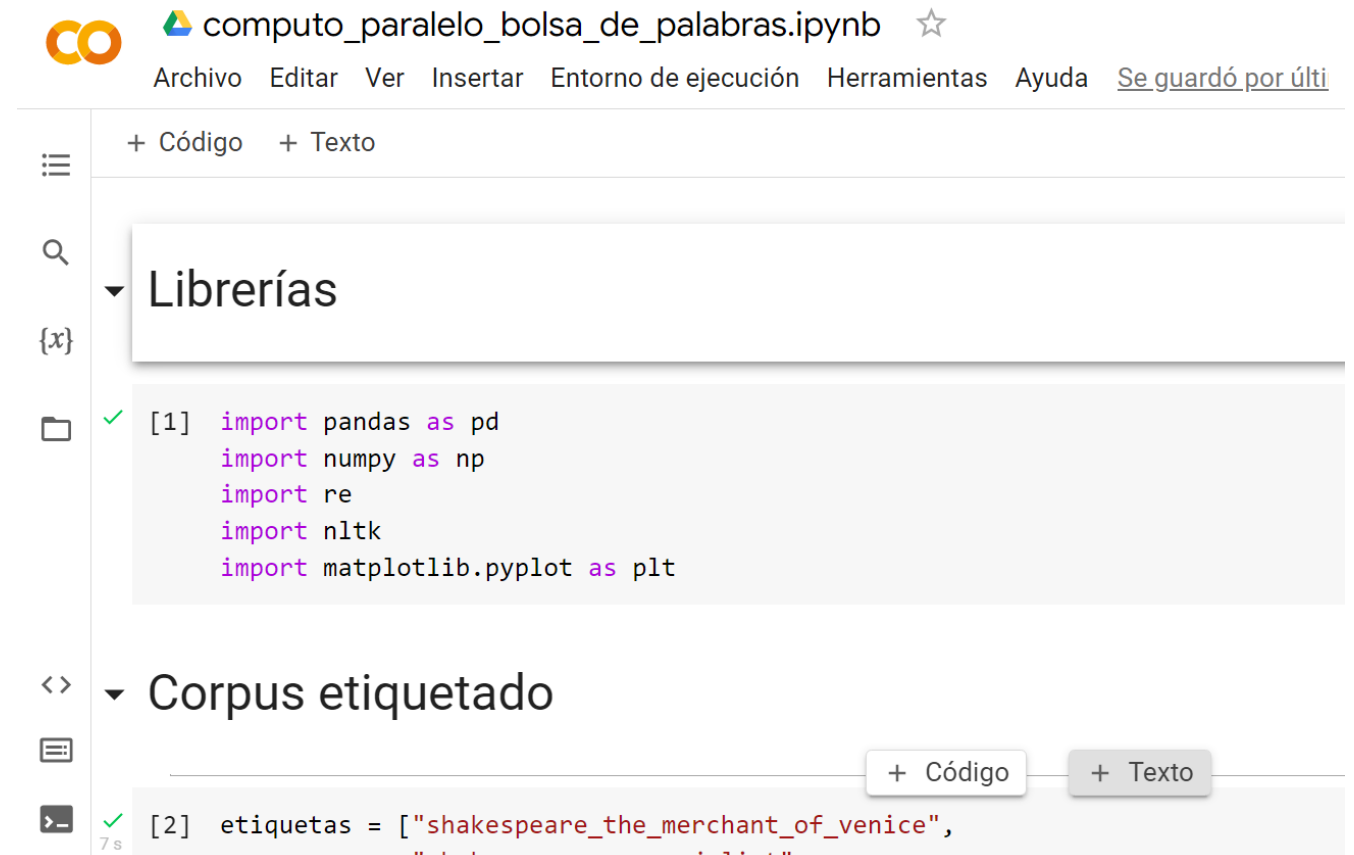 computo_paralelo_bolsa_de_palabras.ipynb
Archivo Editar Ver Insertar Entorno de ejecución Herramientas Ayuda Se guardó por últi
+ Código + Texto
Librerías
{x}
[1] import pandas as pd
import numpy as np
import re
import nltk
import matplotlib.pyplot as plt
Corpus etiquetado
+ Código + Texto
[2] etiquetas = ["shakespeare_the_merchant_of_venice",
7 s